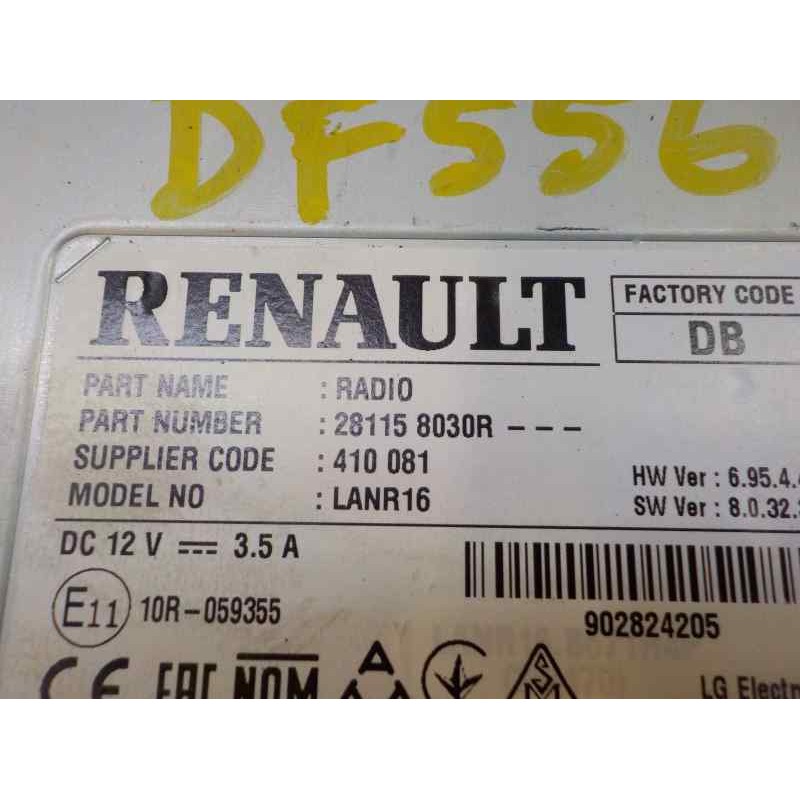 DF556
RENAULT
FACTORY CODE
DB
PART NAME : RADIO
PART NUMBER : 28115 8030R - - -
SUPPLIER CODE : 410 081
MODEL NO : LANR16
HW Ver : 6.95.4.
SW Ver : 8.0.32.
DC 12 V 3.5 A
E11 10R-059355
902824205
CE EAC NOM
LG Electr